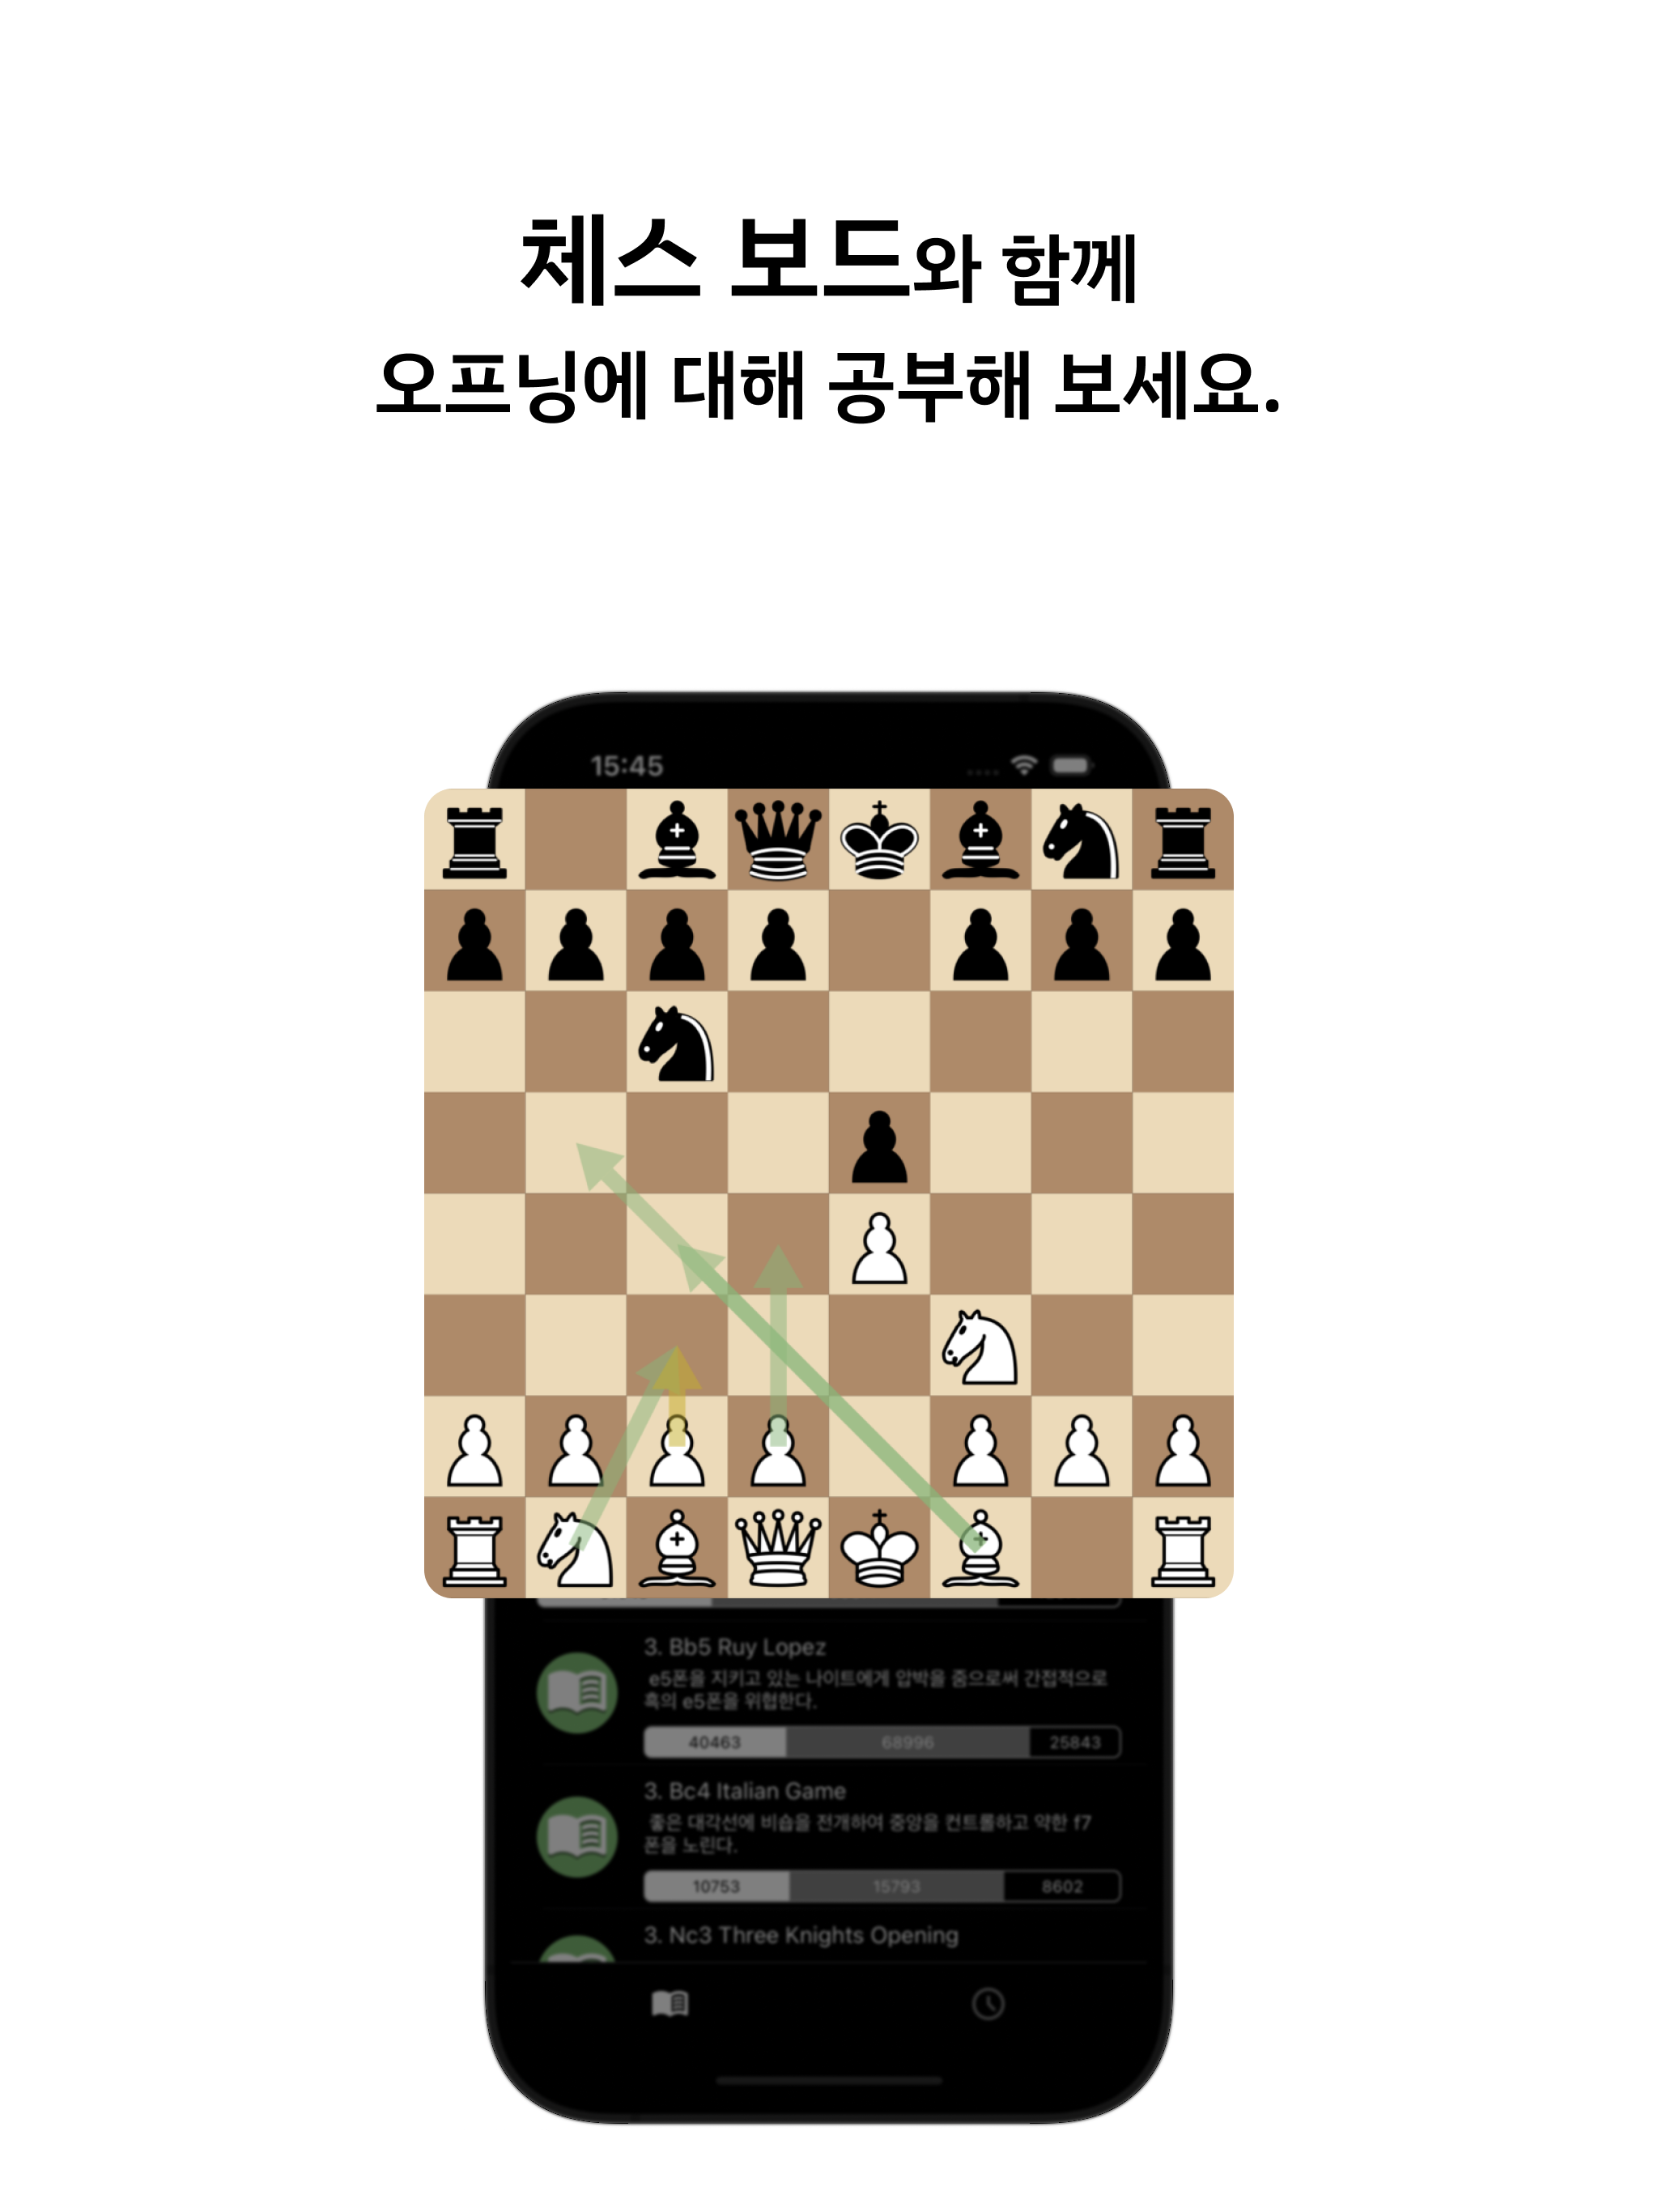 체스 보드와 함께
오프닝에 대해 공부해 보세요.
15:45
3. Bb5 Ruy Lopez
e5폰을 지키고 있는 나이트에게 압박을 줌으로써 간접적으로
흑의 e5폰을 위협한다.
40463 68996 25843
3. Bc4 Italian Game
좋은 대각선에 비숍을 전개하여 중앙을 컨트롤하고 약한 f7
폰을 노린다.
10753 15793 8602
3. Nc3 Three Knights Opening